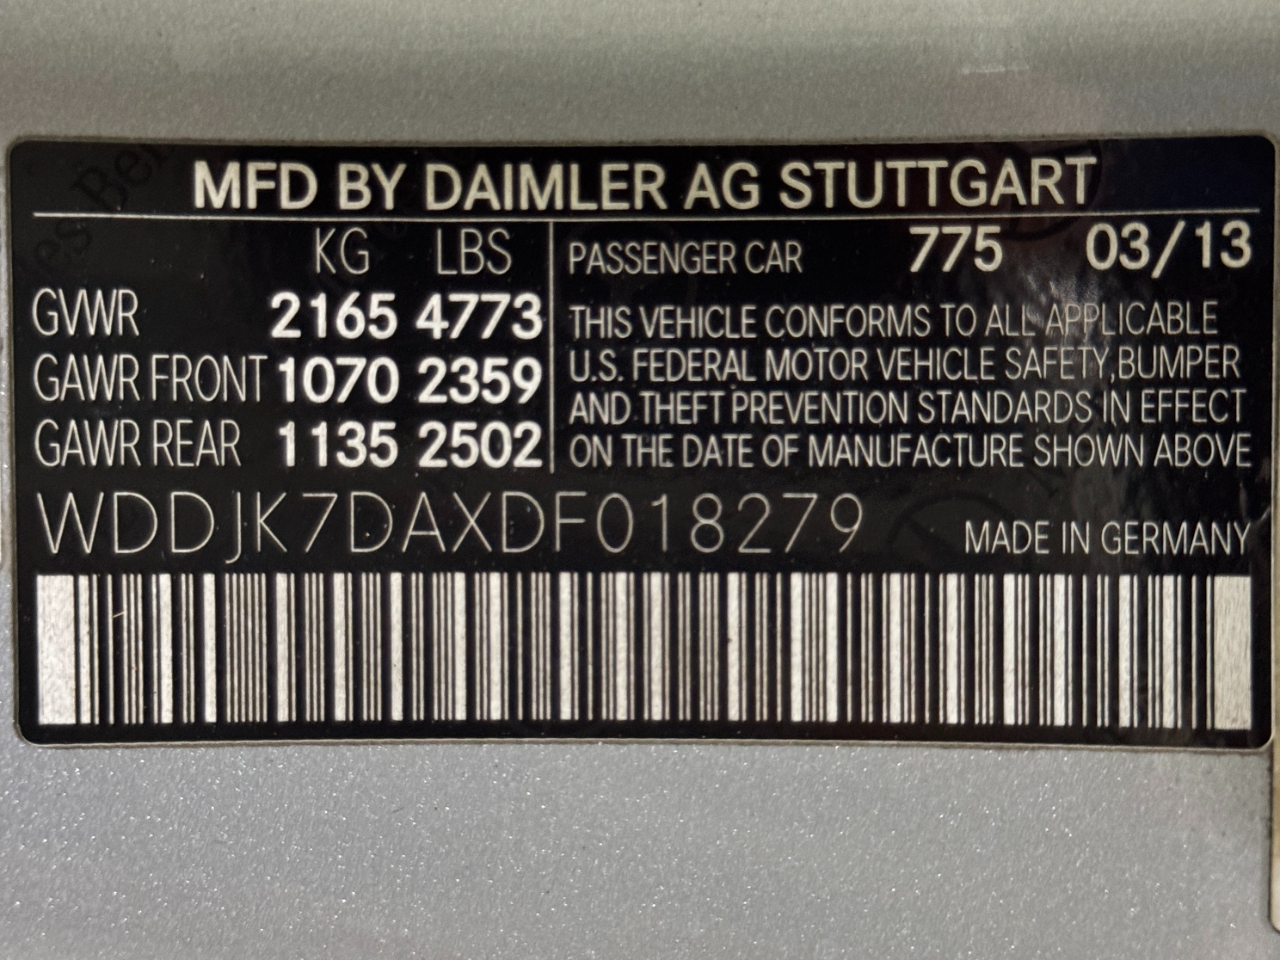 MFD BY DAIMLER AG STUTTGART
KG LBS
GVWR 2165 4773
GAWR FRONT 1070 2359
GAWR REAR 1135 2502
PASSENGER CAR 775 03/13
THIS VEHICLE CONFORMS TO ALL APPLICABLE
U.S. FEDERAL MOTOR VEHICLE SAFETY,BUMPER
AND THEFT PREVENTION STANDARDS IN EFFECT
ON THE DATE OF MANUFACTURE SHOWN ABOVE
WDDJK7DAXDF018279
MADE IN GERMANY